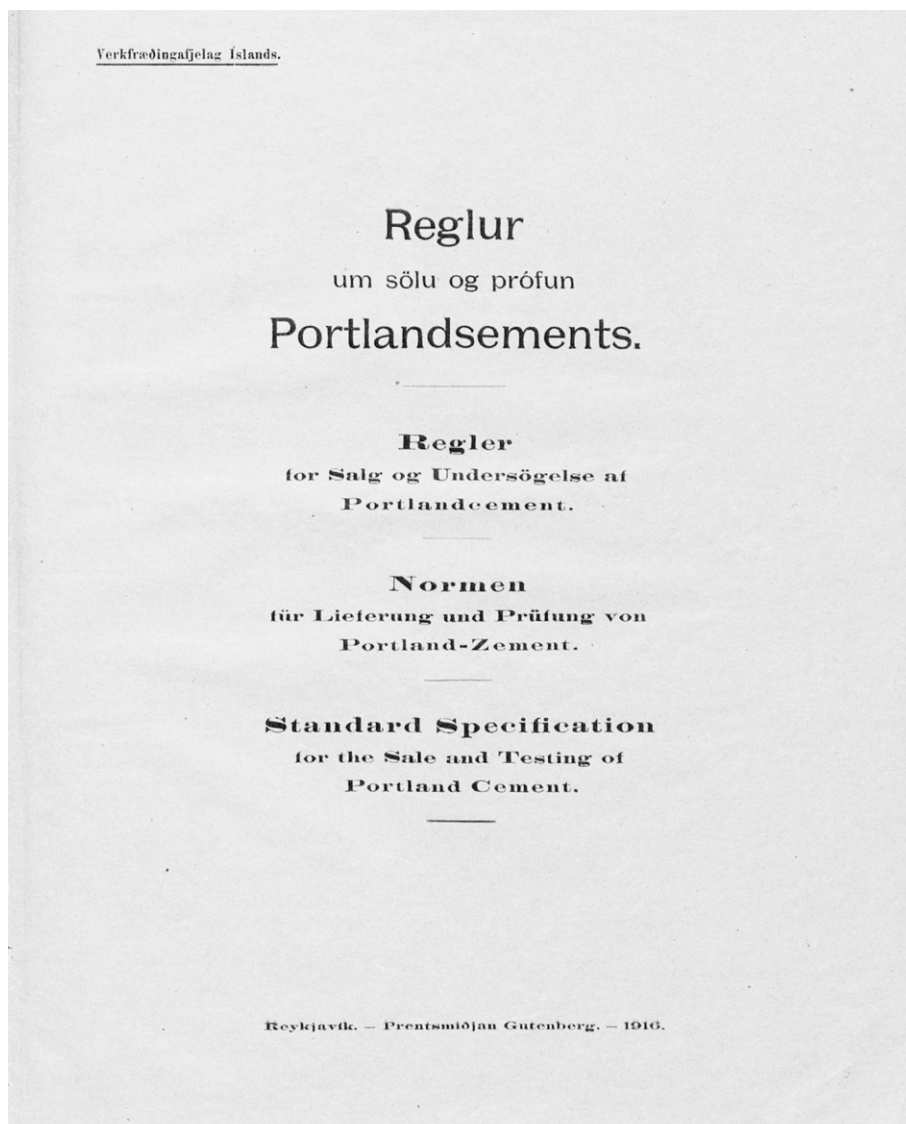 Verkfræðingafjelag Íslands.
Reglur
um sölu og prófun
Portlandsements.
Regler
for Salg og Undersögelse af
Portlandcement.
Normen
für Lieferung und Prüfung von
Portland-Zement.
Standard Specification
for the Sale and Testing of
Portland Cement.
Reykjavík. — Prentsmiðjan Gutenberg. — 1916.